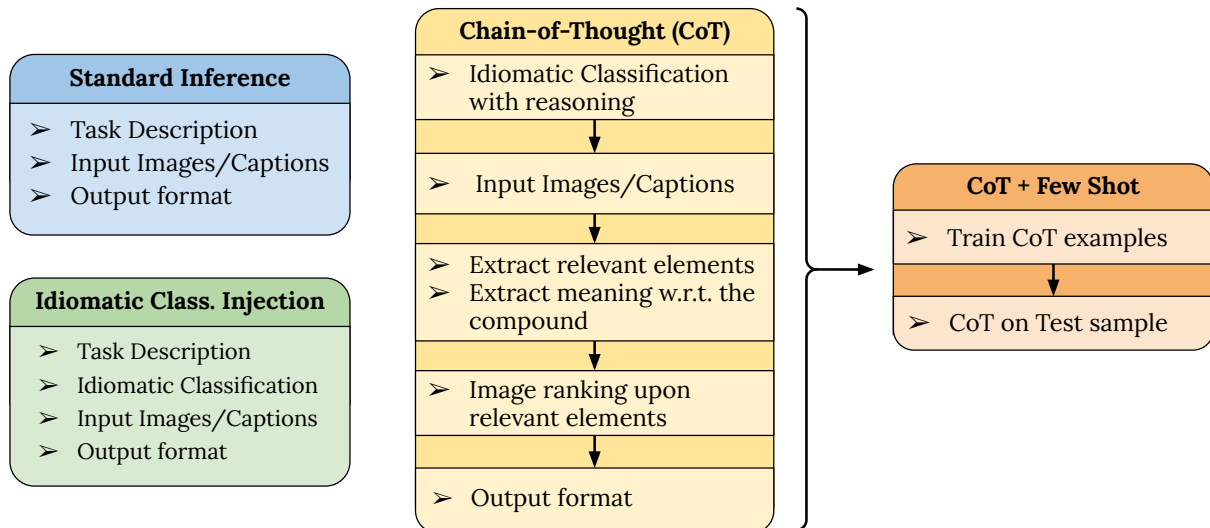 Standard Inference
➢ Task Description
➢ Input Images/Captions
➢ Output format
Idiomatic Class. Injection
➢ Task Description
➢ Idiomatic Classification
➢ Input Images/Captions
➢ Output format
Chain-of-Thought (CoT)
➢ Idiomatic Classification
with reasoning
➢ Input Images/Captions
➢ Extract relevant elements
➢ Extract meaning w.r.t. the
compound
➢ Image ranking upon
relevant elements
➢ Output format
CoT + Few Shot
➢ Train CoT examples
➢ CoT on Test sample